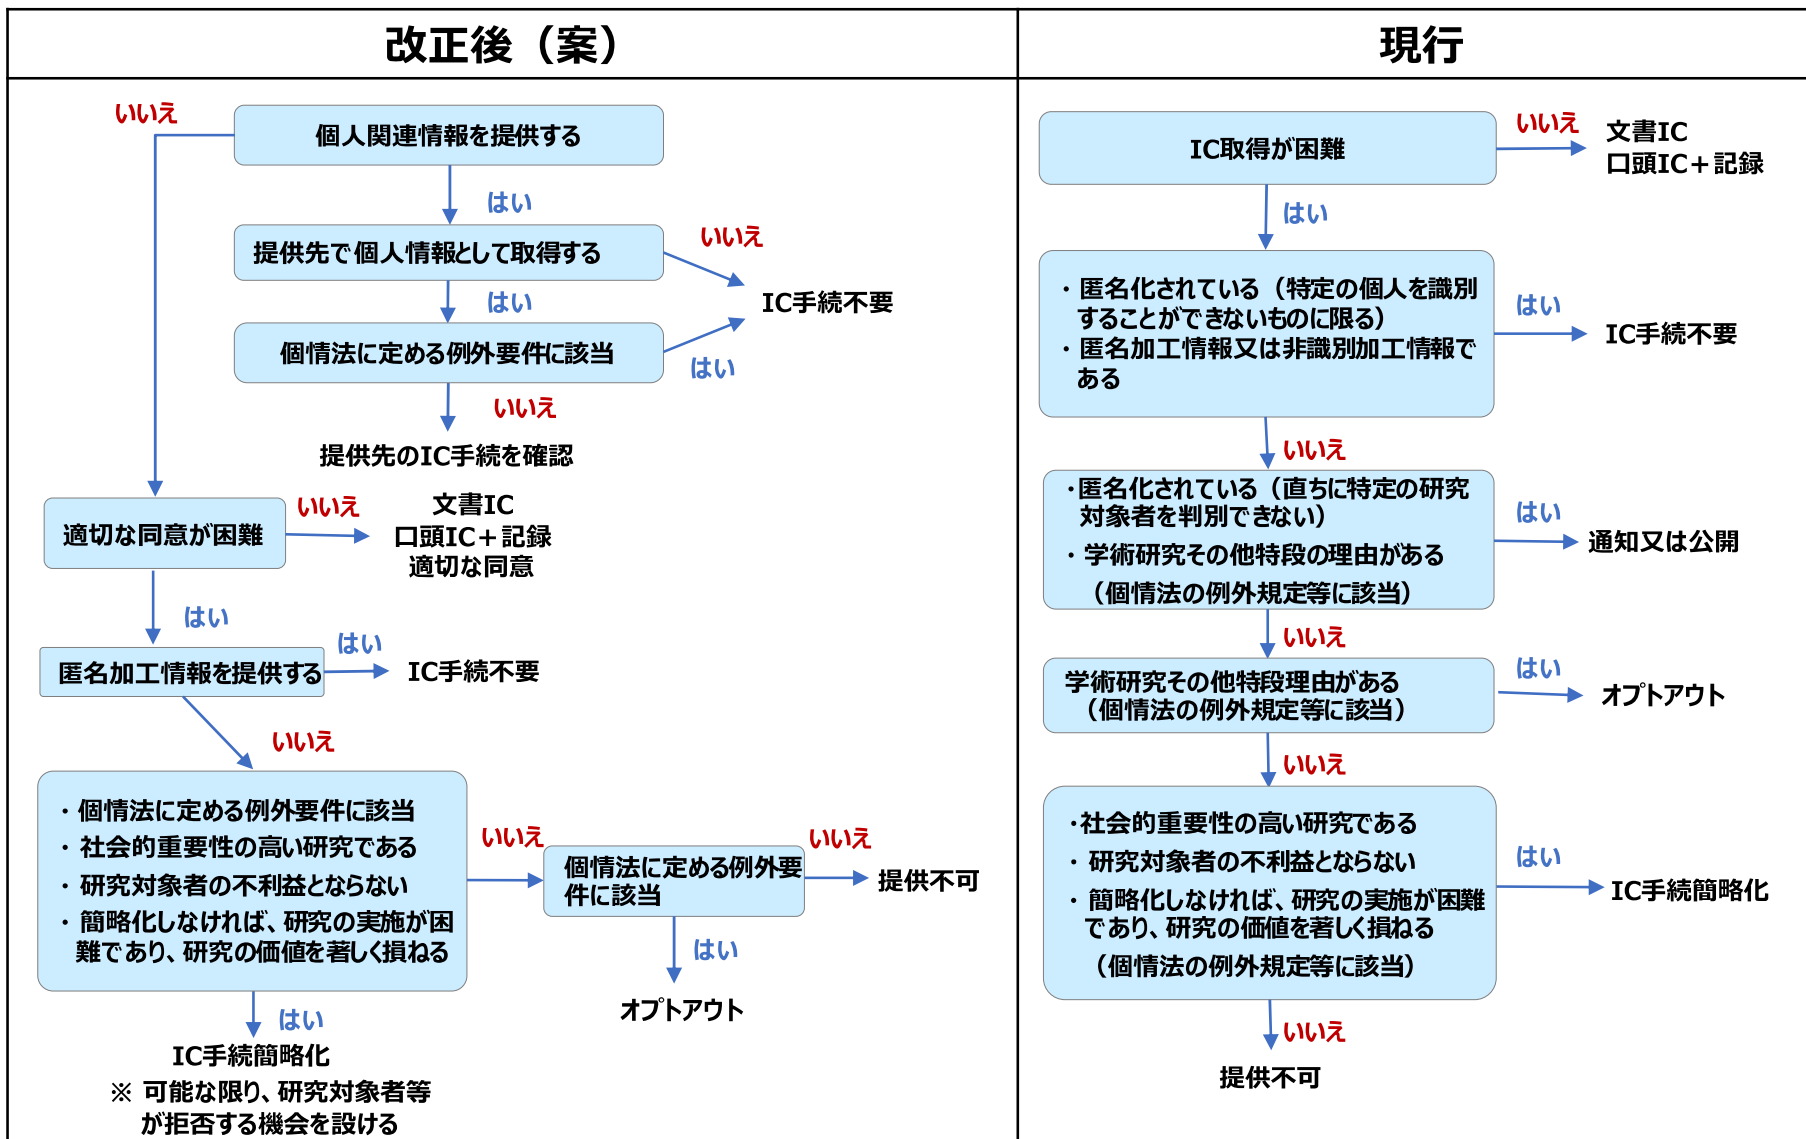 改正後（案）
いいえ
個人関連情報を提供する
はい
提供先で個人情報として取得する
いいえ
はい
IC手続不要
個情法に定める例外要件に該当
はい
いいえ
提供先のIC手続を確認
適切な同意が困難
いいえ
文書IC
口頭IC＋記録
適切な同意
はい
匿名加工情報を提供する
はい
IC手続不要
いいえ
・個情法に定める例外要件に該当
・社会的重要性の高い研究である
・研究対象者の不利益とならない
・簡略化しなければ、研究の実施が困
難であり、研究の価値を著しく損ねる
いいえ
個情法に定める例外要
件に該当
いいえ
提供不可
はい
オプトアウト
はい
IC手続簡略化
※ 可能な限り、研究対象者等
が拒否する機会を設ける
現行
IC取得が困難
いいえ
文書IC
口頭IC＋記録
はい
・匿名化されている（特定の個人を識別
することができないものに限る）
・匿名加工情報又は非識別加工情報で
ある
はい
IC手続不要
いいえ
・匿名化されている（直ちに特定の研究
対象者を判別できない）
・学術研究その他特段の理由がある
（個情法の例外規定等に該当）
はい
通知又は公開
いいえ
学術研究その他特段理由がある
（個情法の例外規定等に該当）
はい
オプトアウト
いいえ
・社会的重要性の高い研究である
・研究対象者の不利益とならない
・簡略化しなければ、研究の実施が困難
であり、研究の価値を著しく損ねる
（個情法の例外規定等に該当）
はい
IC手続簡略化
いいえ
提供不可